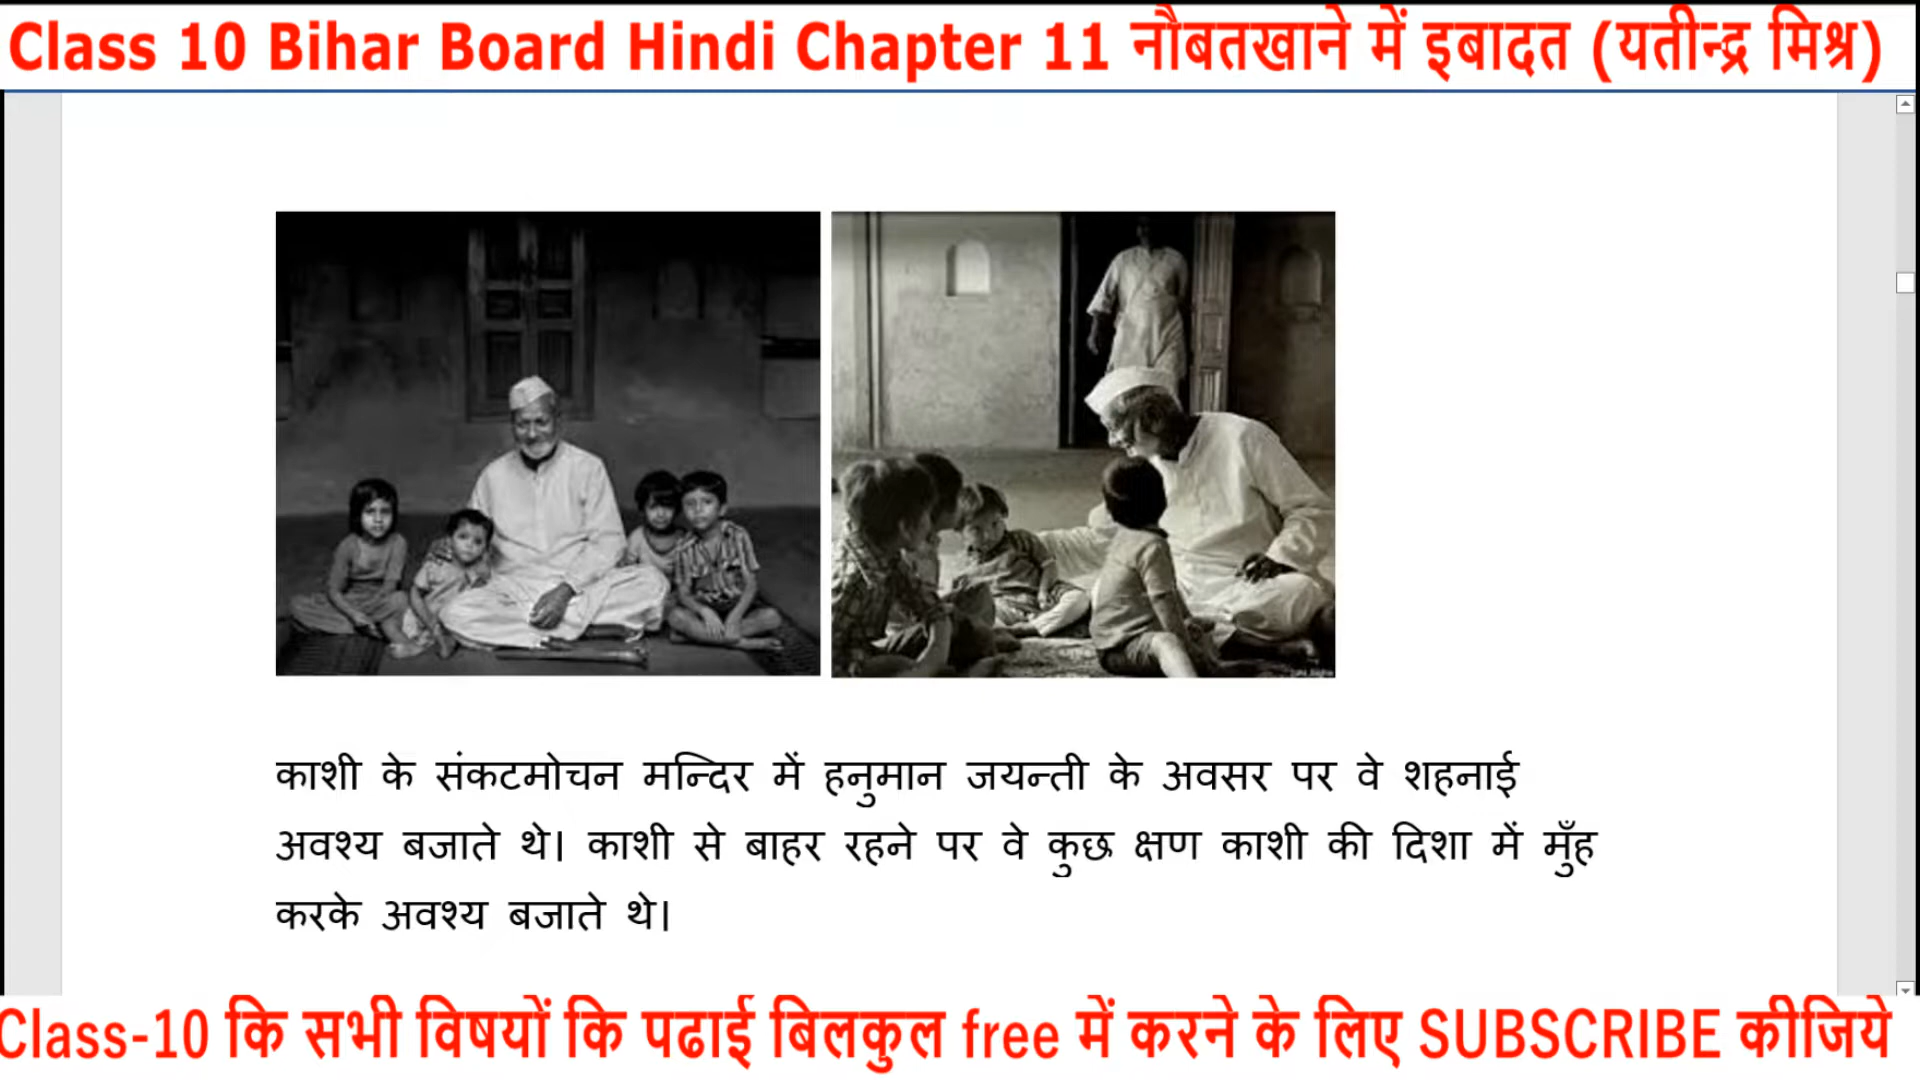 Class 10 Bihar Board Hindi Chapter 11 नौबतखाने में इबादत (यतीन्द्र मिश्र)
काशी के संकटमोचन मन्दिर में हनुमान जयन्ती के अवसर पर वे शहनाई
अवश्य बजाते थे। काशी से बाहर रहने पर वे कुछ क्षण काशी की दिशा में मुँह
करके अवश्य बजाते थे।
Class-10 कि सभी विषयों कि पढाई बिलकुल free में करने के लिए SUBSCRIBE कीजिये